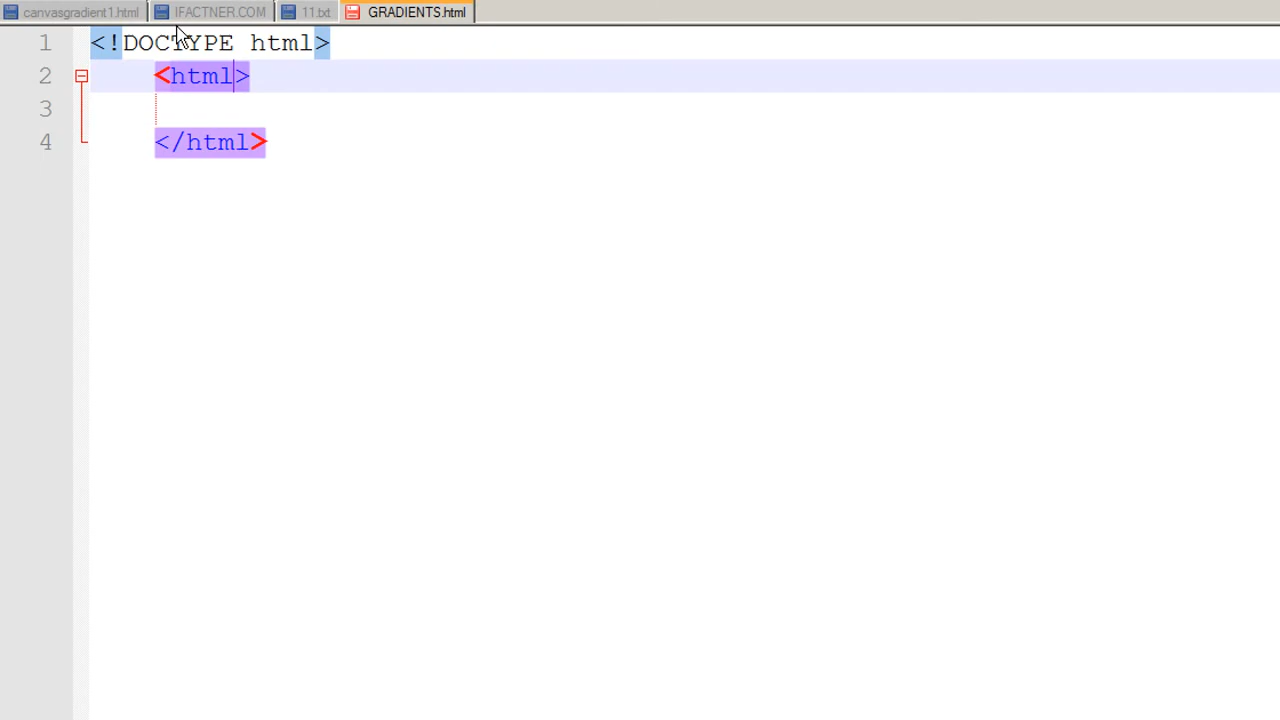 canvasgradient1.html IFACTNER.COM 11.txt GRADIENTS.html
1 <!DOCTYPE html>
2 <html>
3
4 </html>